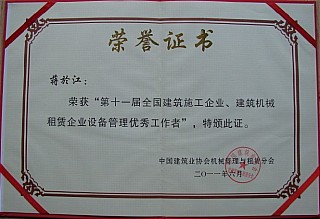 荣誉证书
蒋於江：
荣获“第十一届全国建筑施工企业、建筑机械
租赁企业设备管理优秀工作者”，特颁此证。
中国建筑业协会机械管理与租赁分会
二〇一一年六月